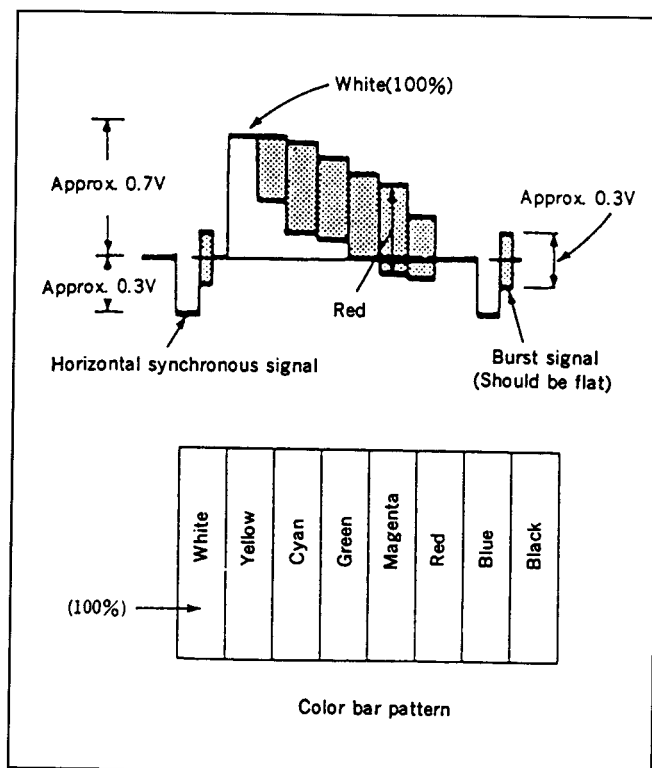 White(100%)
Approx. 0.7V
Approx. 0.3V
Approx. 0.3V
Red
Horizontal synchronous signal
Burst signal
(Should be flat)
White
Yellow
Cyan
Green
Magenta
Red
Blue
Black
(100%)
Color bar pattern